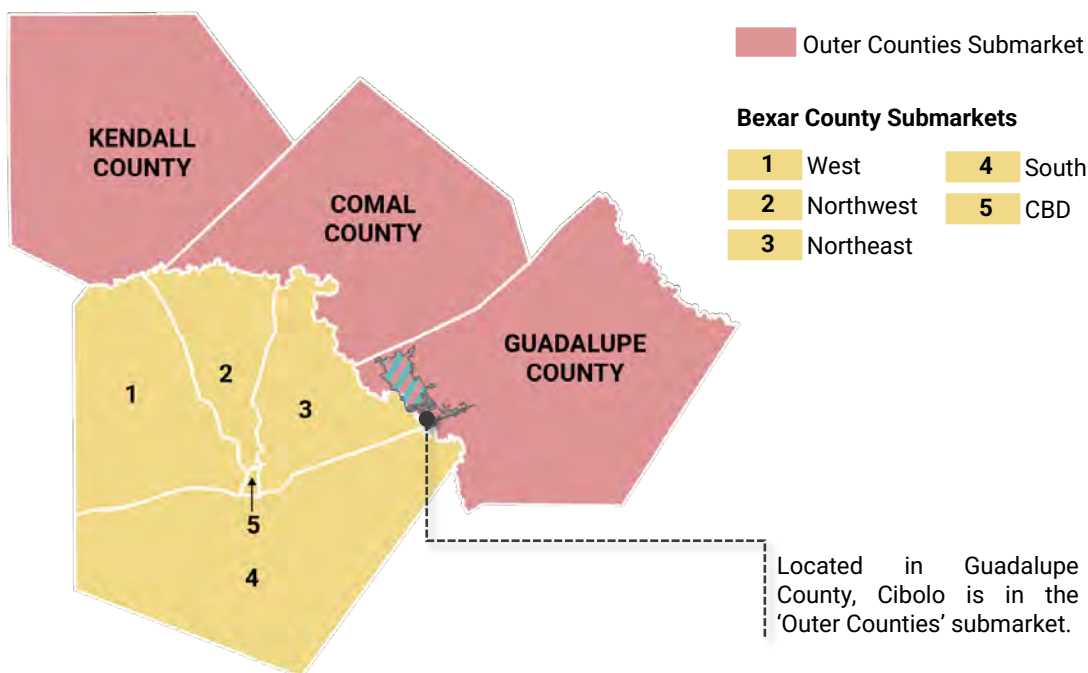 Outer Counties Submarket
Bexar County Submarkets
1 West
2 Northwest
3 Northeast
4 South
5 CBD
KENDALL
COUNTY
COMAL
COUNTY
GUADALUPE
COUNTY
1
2
3
5
4
Located in Guadalupe
County, Cibolo is in the
‘Outer Counties’ submarket.